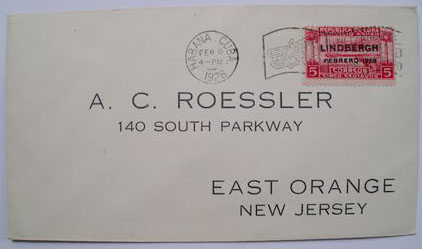 HABANA, CUBA
FEB 8
4-PM
1928
LINDBERGH
FEBRERO 1928
5 CORREOS 5
A. C. ROESSLER
140 SOUTH PARKWAY
EAST ORANGE
NEW JERSEY